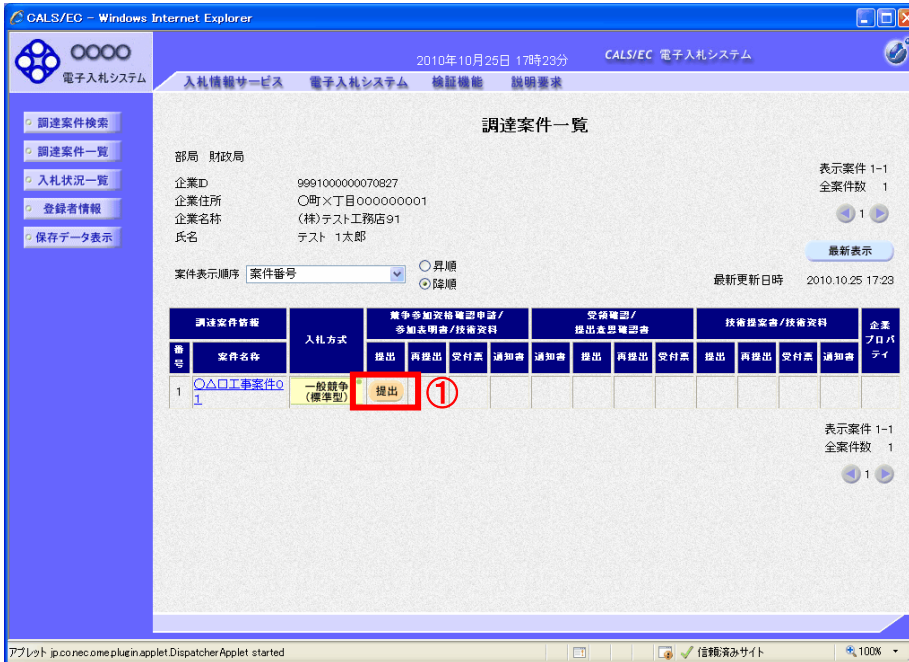 CALS/EC - Windows Internet Explorer
○○○○
電子入札システム
2010年10月25日 17時23分
CALS/EC 電子入札システム
入札情報サービス 電子入札システム 検証機能 説明要求
調達案件検索
調達案件一覧
入札状況一覧
登録者情報
保存データ表示
調達案件一覧
部局 財政局
企業ID 9991000000070827
企業住所 ○町×丁目000000001
企業名称 (株)テスト工務店91
氏名 テスト 1太郎
表示案件 1-1
全案件数 1
1
最新表示
案件表示順序 案件番号
昇順
降順
最新更新日時 2010.10.25 17:23
調達案件情報 入札方式 競争参加資格確認申請/参加表明書/技術資料 受領確認/提出意思確認書 技術提案書/技術資料 企業プロパティ
番号 案件名称 提出 再提出 受付票 通知書 通知書 提出 再提出 受付票 提出 再提出 受付票 通知書
1 ○△口工事案件01 一般競争(標準型) 提出 ①
表示案件 1-1
全案件数 1
1
アプレット jp.co.nec.ome.plugin.applet.DispatcherApplet started 信頼済みサイト 100%